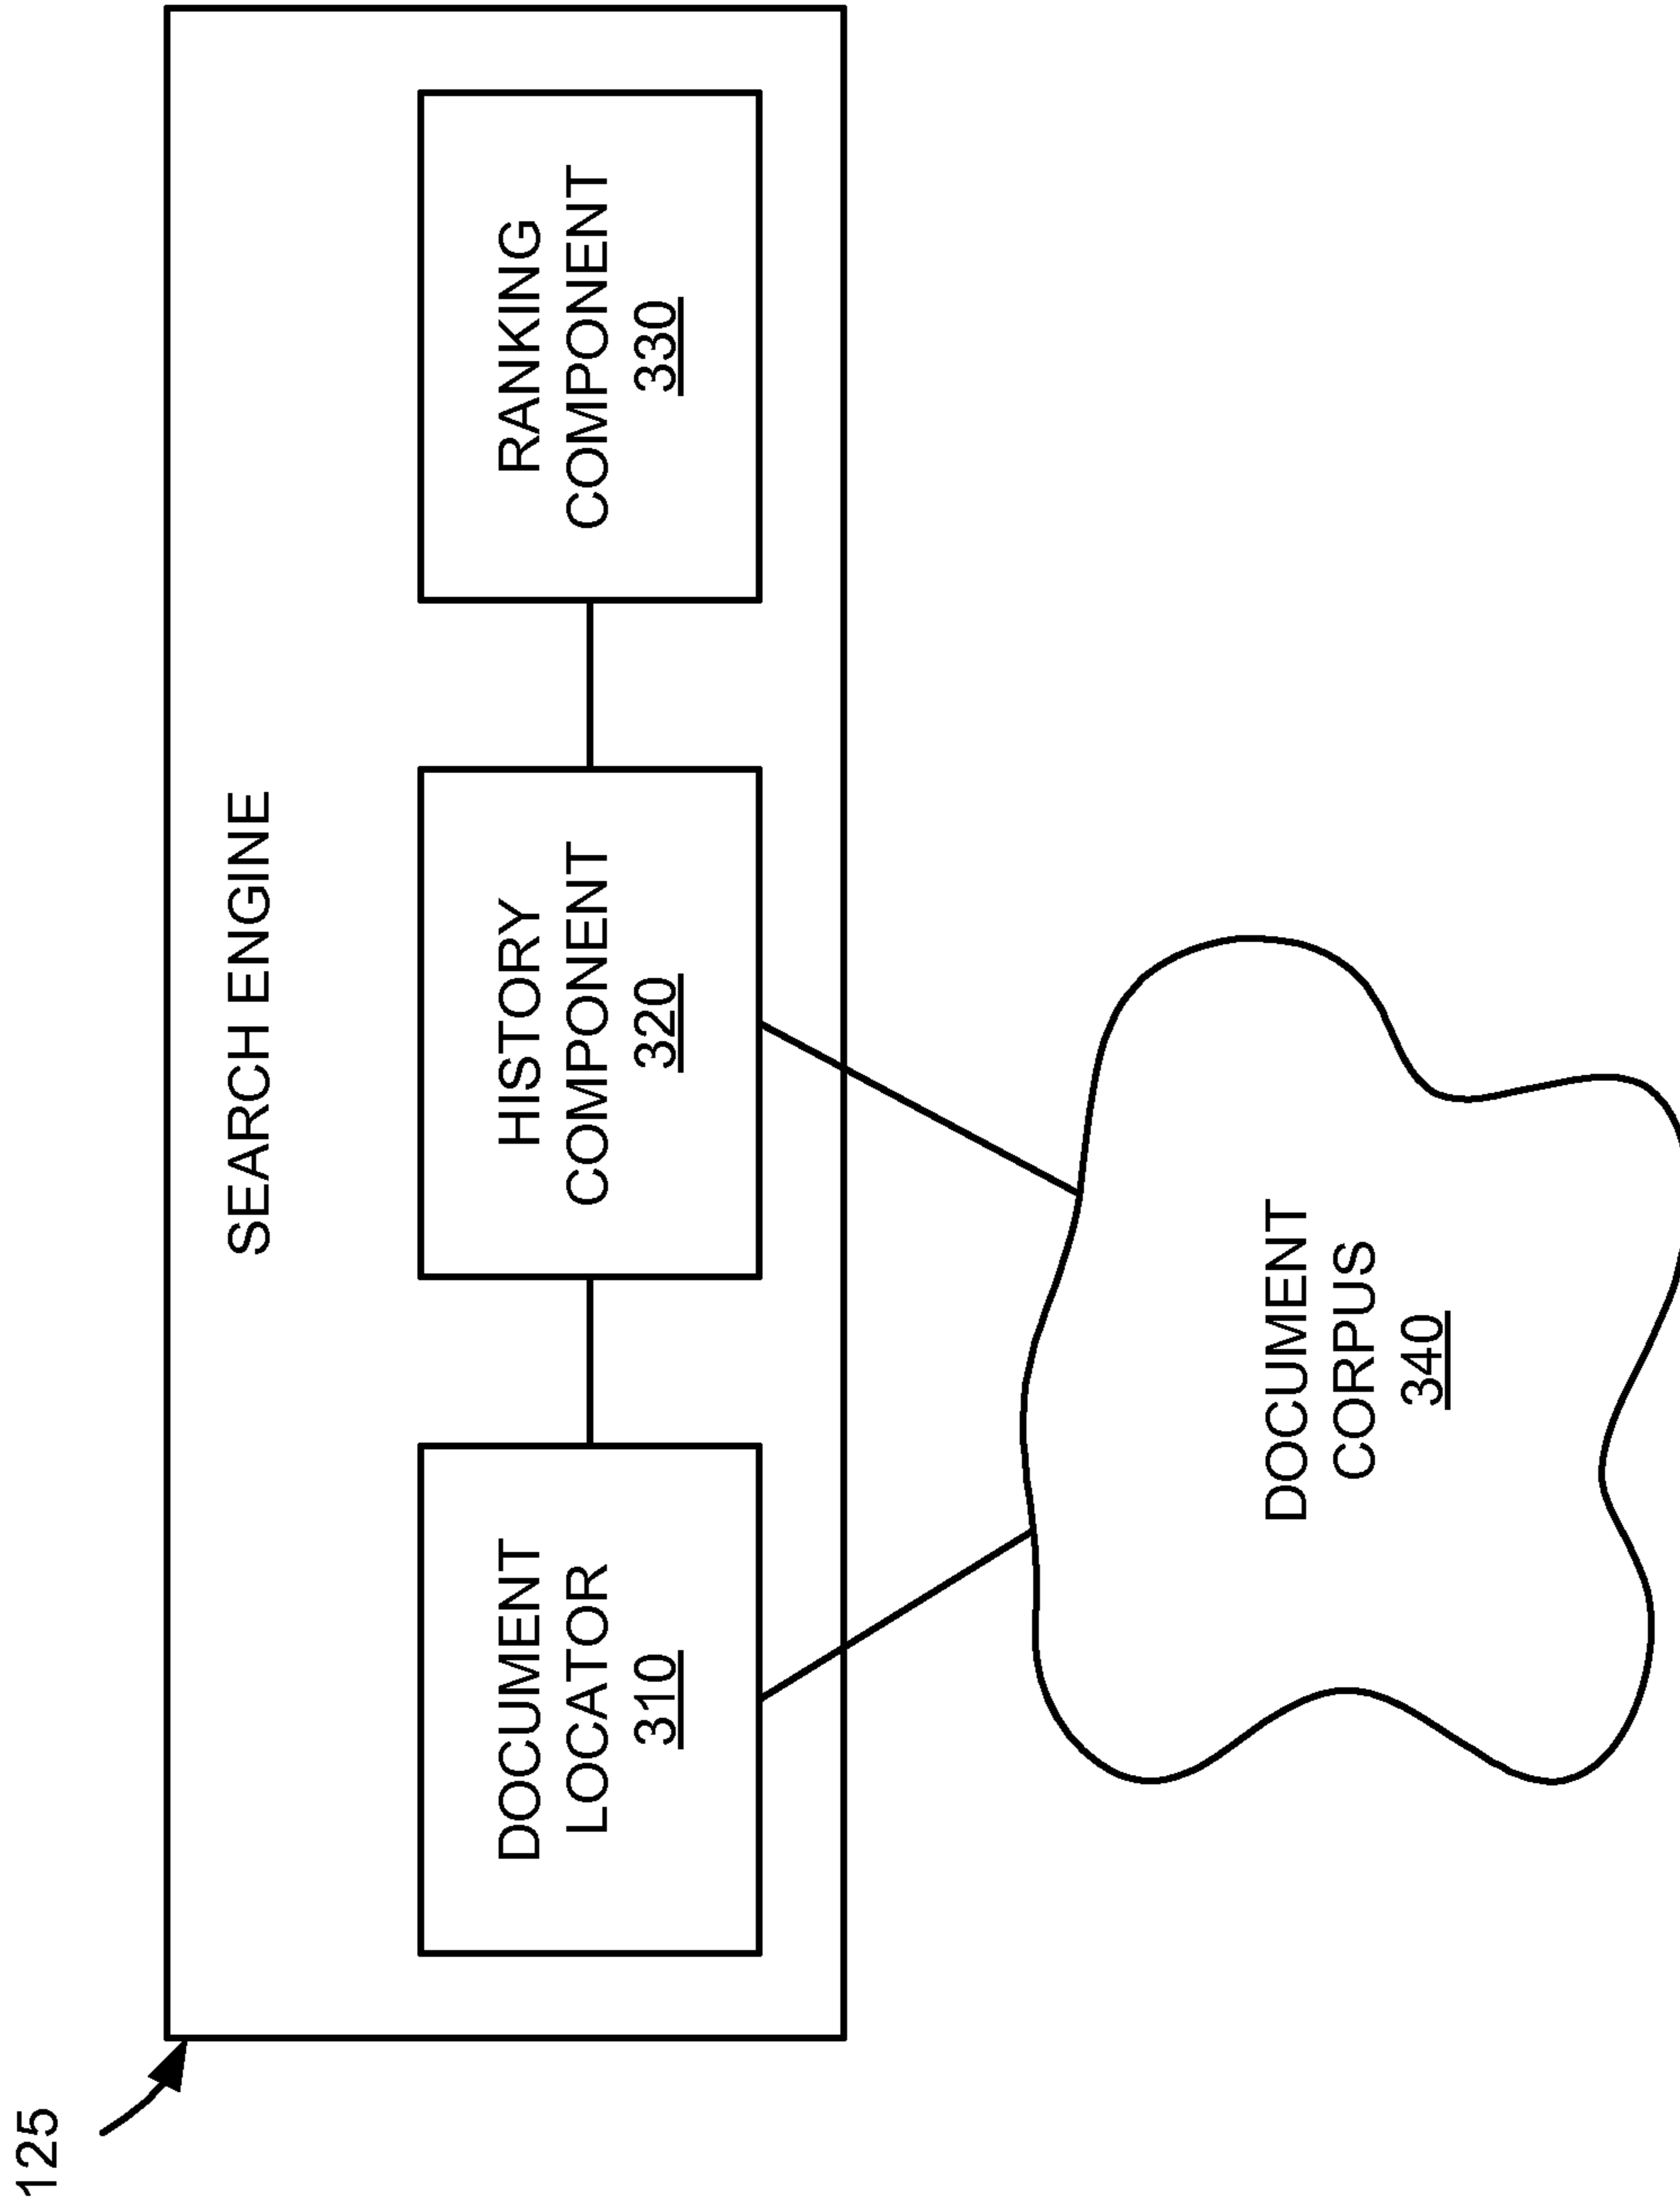 125
SEARCH ENGINE
DOCUMENT
LOCATOR
310
HISTORY
COMPONENT
320
RANKING
COMPONENT
330
DOCUMENT
CORPUS
340